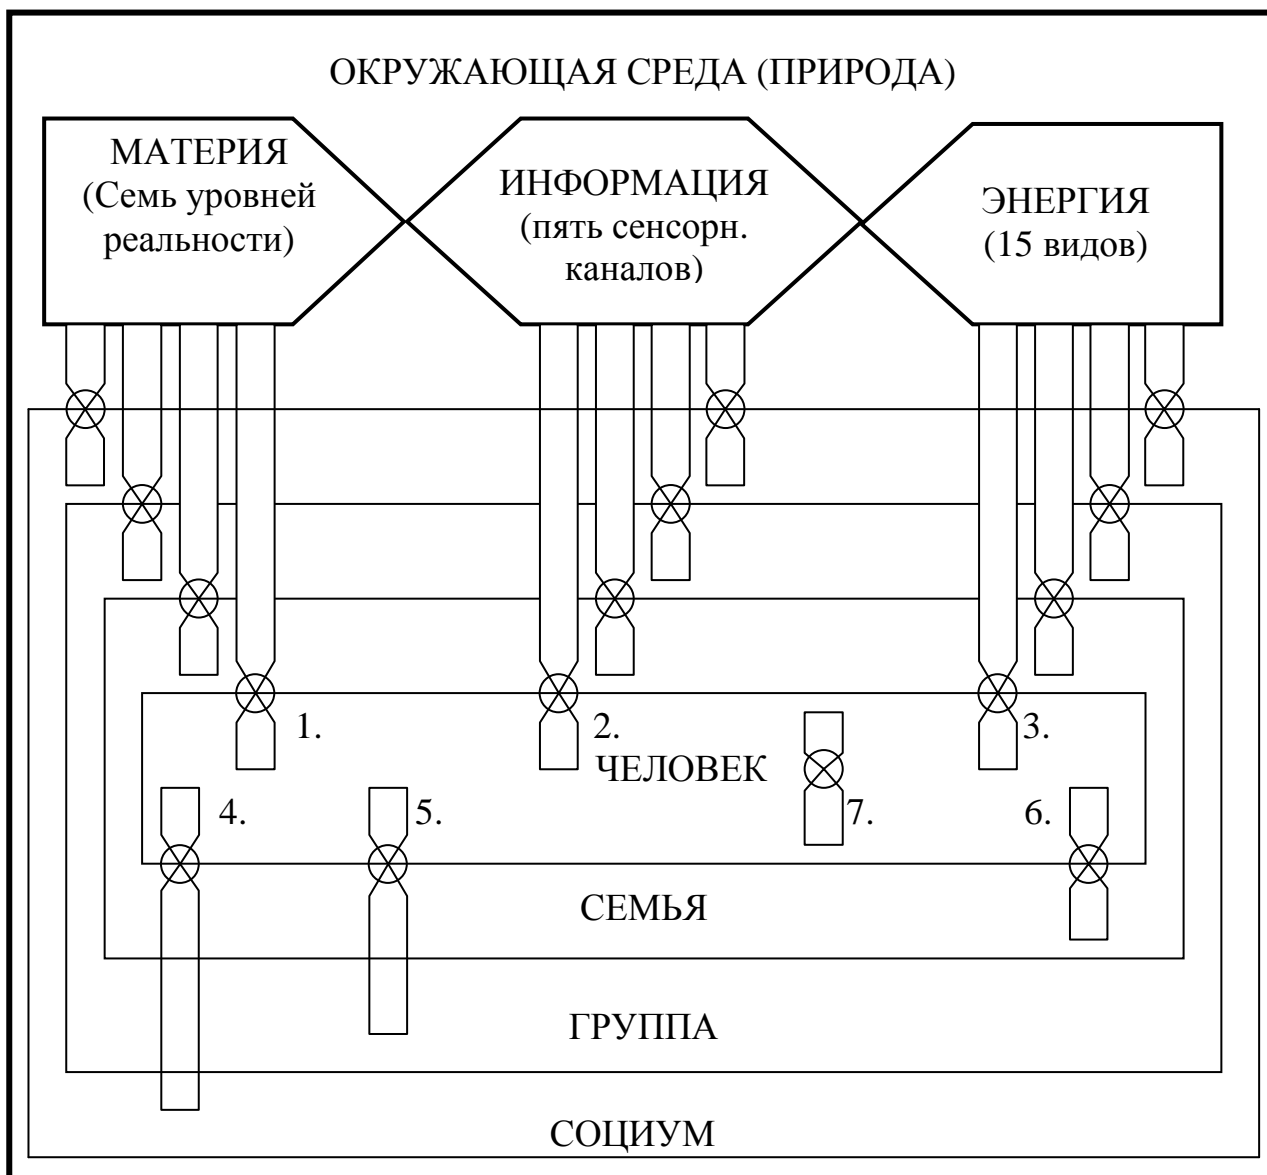 ОКРУЖАЮЩАЯ СРЕДА (ПРИРОДА)
МАТЕРИЯ
(Семь уровней
реальности)
ИНФОРМАЦИЯ
(пять сенсорн.
каналов)
ЭНЕРГИЯ
(15 видов)
1.
2.
3.
ЧЕЛОВЕК
4.
5.
7.
6.
СЕМЬЯ
ГРУППА
СОЦИУМ